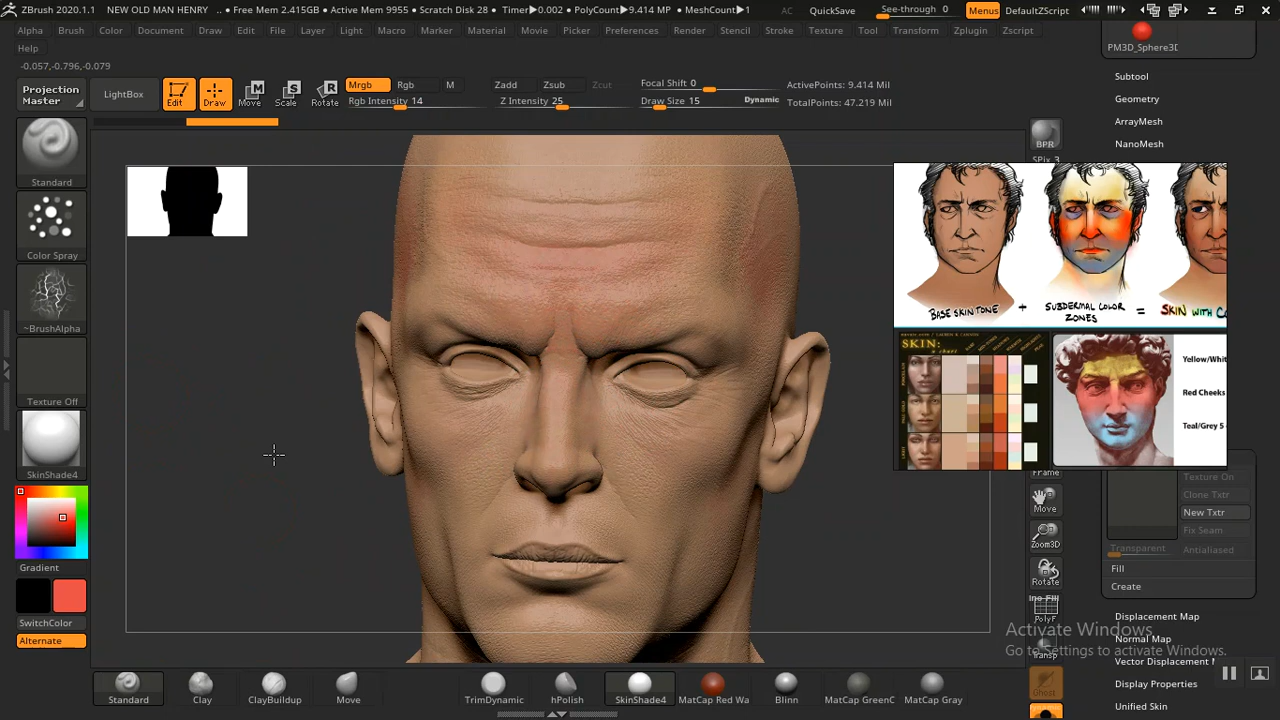 ZBrush 2020.1.1 NEW OLD MAN HENRY .. • Free Mem 2.415GB • Active Mem 9955 • Scratch Disk 28 • Timer▶0.002 • PolyCount▶9.414 MP • MeshCount▶1 AC QuickSave See-through 0 Menus DefaultZScript
Alpha Brush Color Document Draw Edit File Layer Light Macro Marker Material Movie Picker Preferences Render Stencil Stroke Texture Tool Transform Zplugin Zscript
Help
PM3D_Sphere3D
-0.057,-0.796,-0.079
Projection Master LightBox Edit Draw Move Scale Rotate
Mrgb Rgb M Zadd Zsub Zcut Focal Shift 0 ActivePoints: 9.414 Mil
Rgb Intensity 14 Z Intensity 25 Draw Size 15 Dynamic TotalPoints: 47.219 Mil
Subtool
Geometry
ArrayMesh
NanoMesh
BPR
SPix 3
Standard
Color Spray
~BrushAlpha
Texture Off
SkinShade4
Gradient
SwitchColor
Alternate
BASE SKIN TONE + SUBDERMAL COLOR ZONES = SKIN WITH C
SKIN:
Yellow/Whit
Red Cheeks
Teal/Grey 5
Frame
Move
Zoom3D
Rotate
PolyF
Transp
Ghost
Texture On
Clone Txtr
New Txtr
Fix Seam
Transparent Antialiased
Fill
Create
Displacement Map
Normal Map
Vector Displacement M
Display Properties
Unified Skin
Activate Windows
Go to Settings to activate Windows.
Standard Clay ClayBuildup Move TrimDynamic hPolish SkinShade4 MatCap Red Wa Blinn MatCap GreenC MatCap Gray